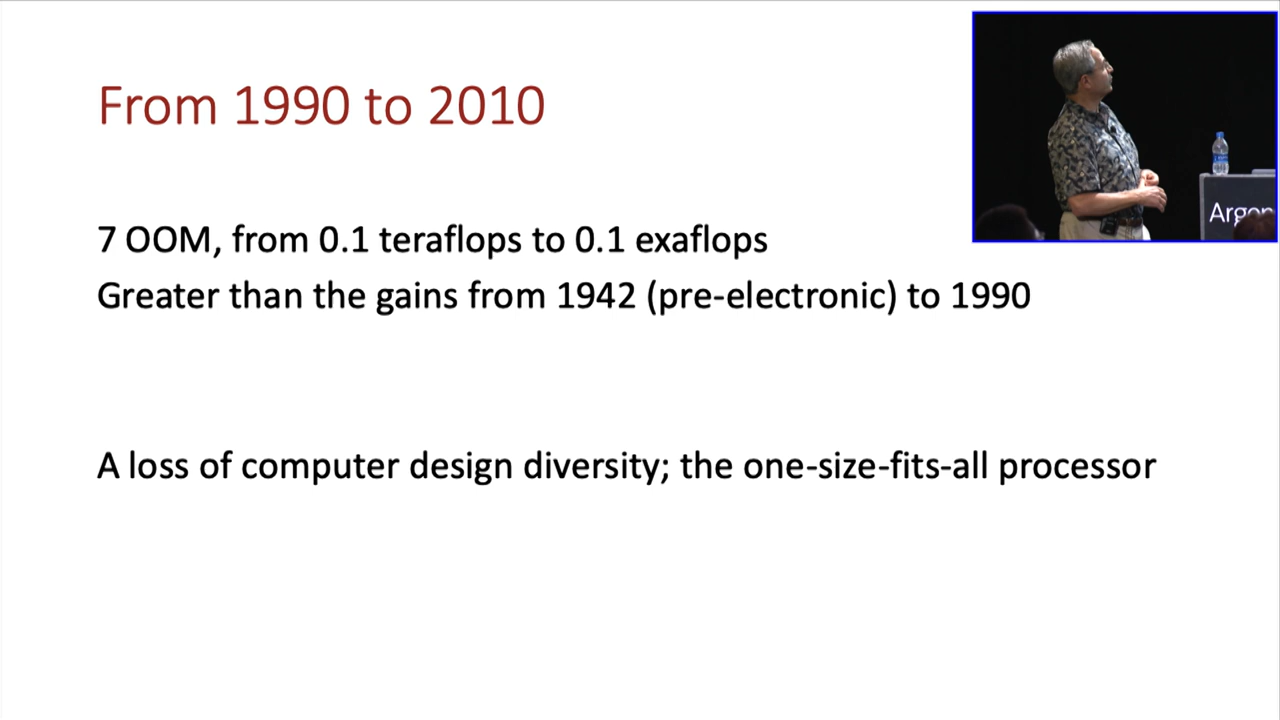 From 1990 to 2010
7 OOM, from 0.1 teraflops to 0.1 exaflops
Greater than the gains from 1942 (pre-electronic) to 1990
A loss of computer design diversity; the one-size-fits-all processor
Argon